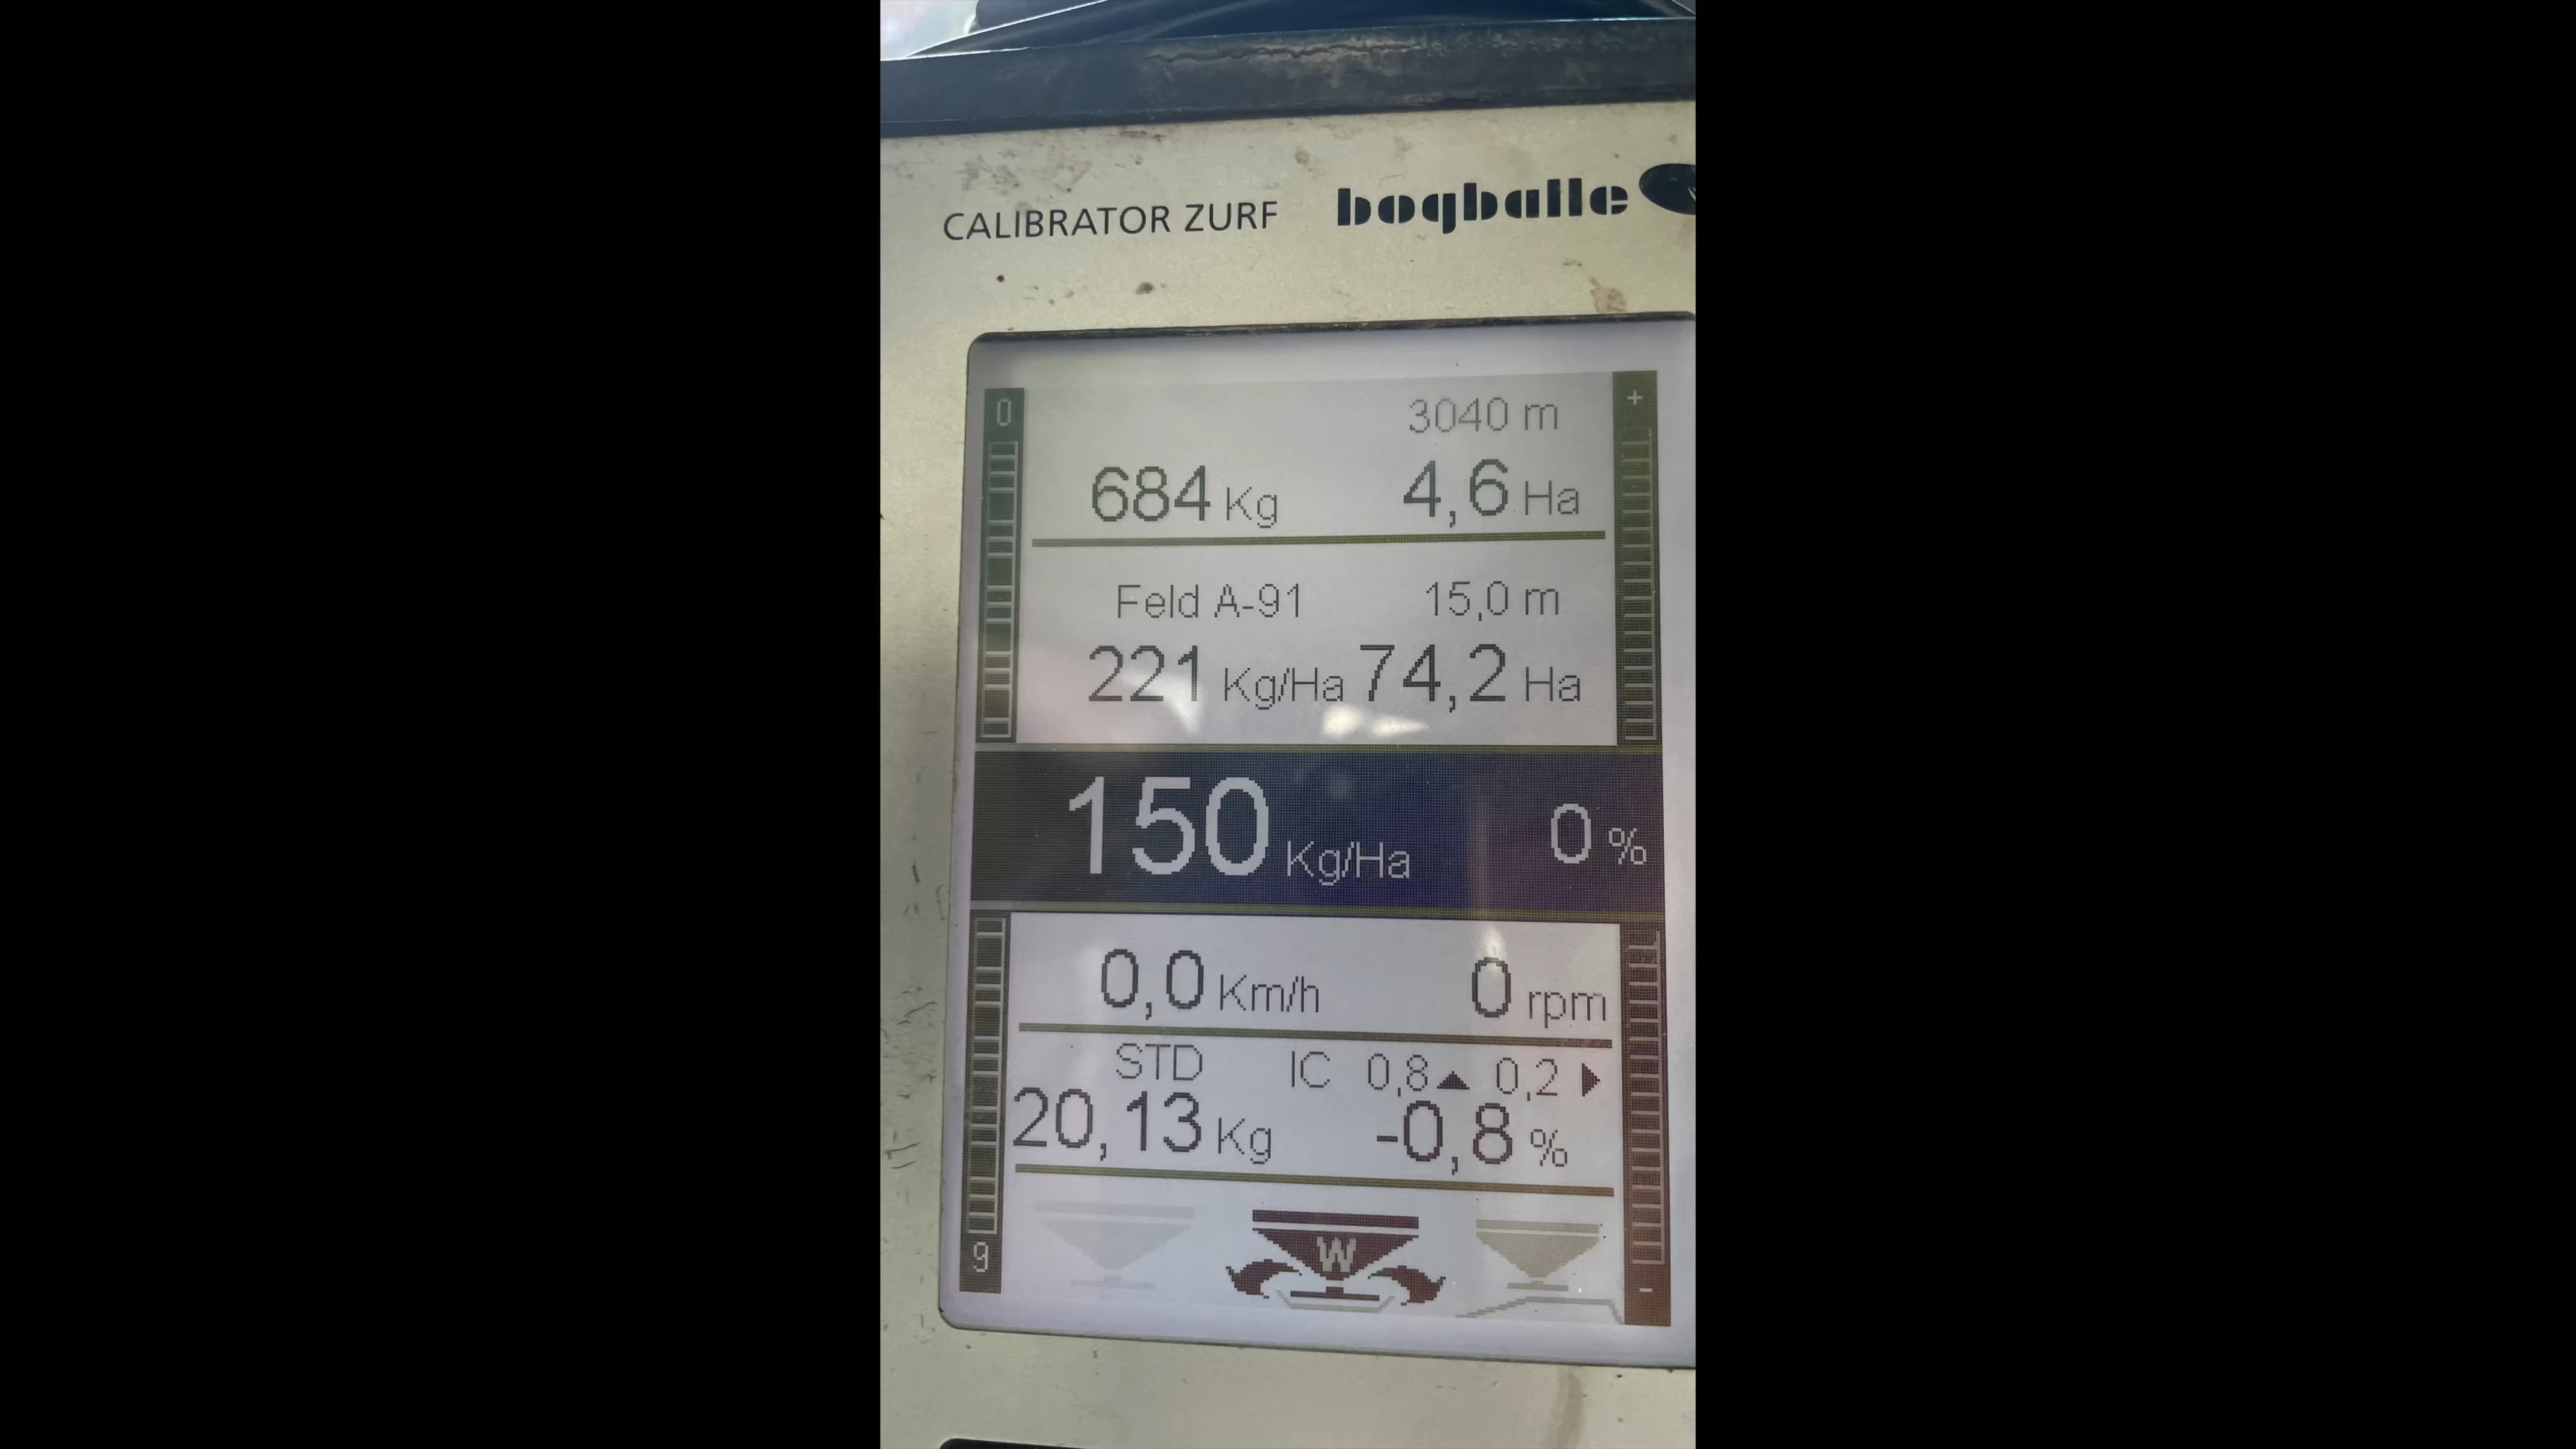 CALIBRATOR ZURF bogballe
0 3040 m +
684 Kg 4,6 Ha
Feld A-91 15,0 m
221 Kg/Ha 74,2 Ha
150 Kg/Ha 0 %
0,0 Km/h 0 rpm
STD IC 0,8 ▲ 0,2 ▶
20,13 Kg -0,8 %
W
9 -